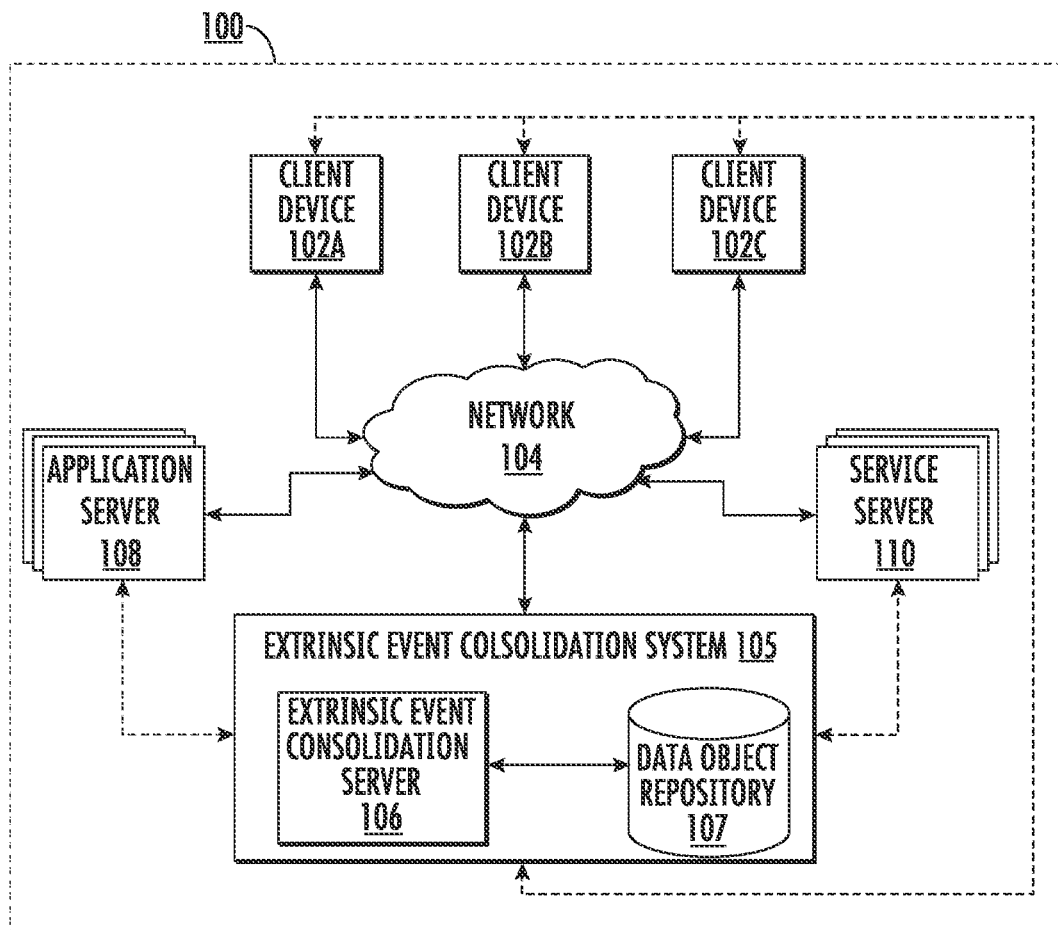 100
CLIENT
DEVICE
102A
CLIENT
DEVICE
102B
CLIENT
DEVICE
102C
NETWORK
104
APPLICATION
SERVER
108
SERVICE
SERVER
110
EXTRINSIC EVENT COLSOLIDATION SYSTEM 105
EXTRINSIC EVENT
CONSOLIDATION
SERVER
106
DATA OBJECT
REPOSITORY
107